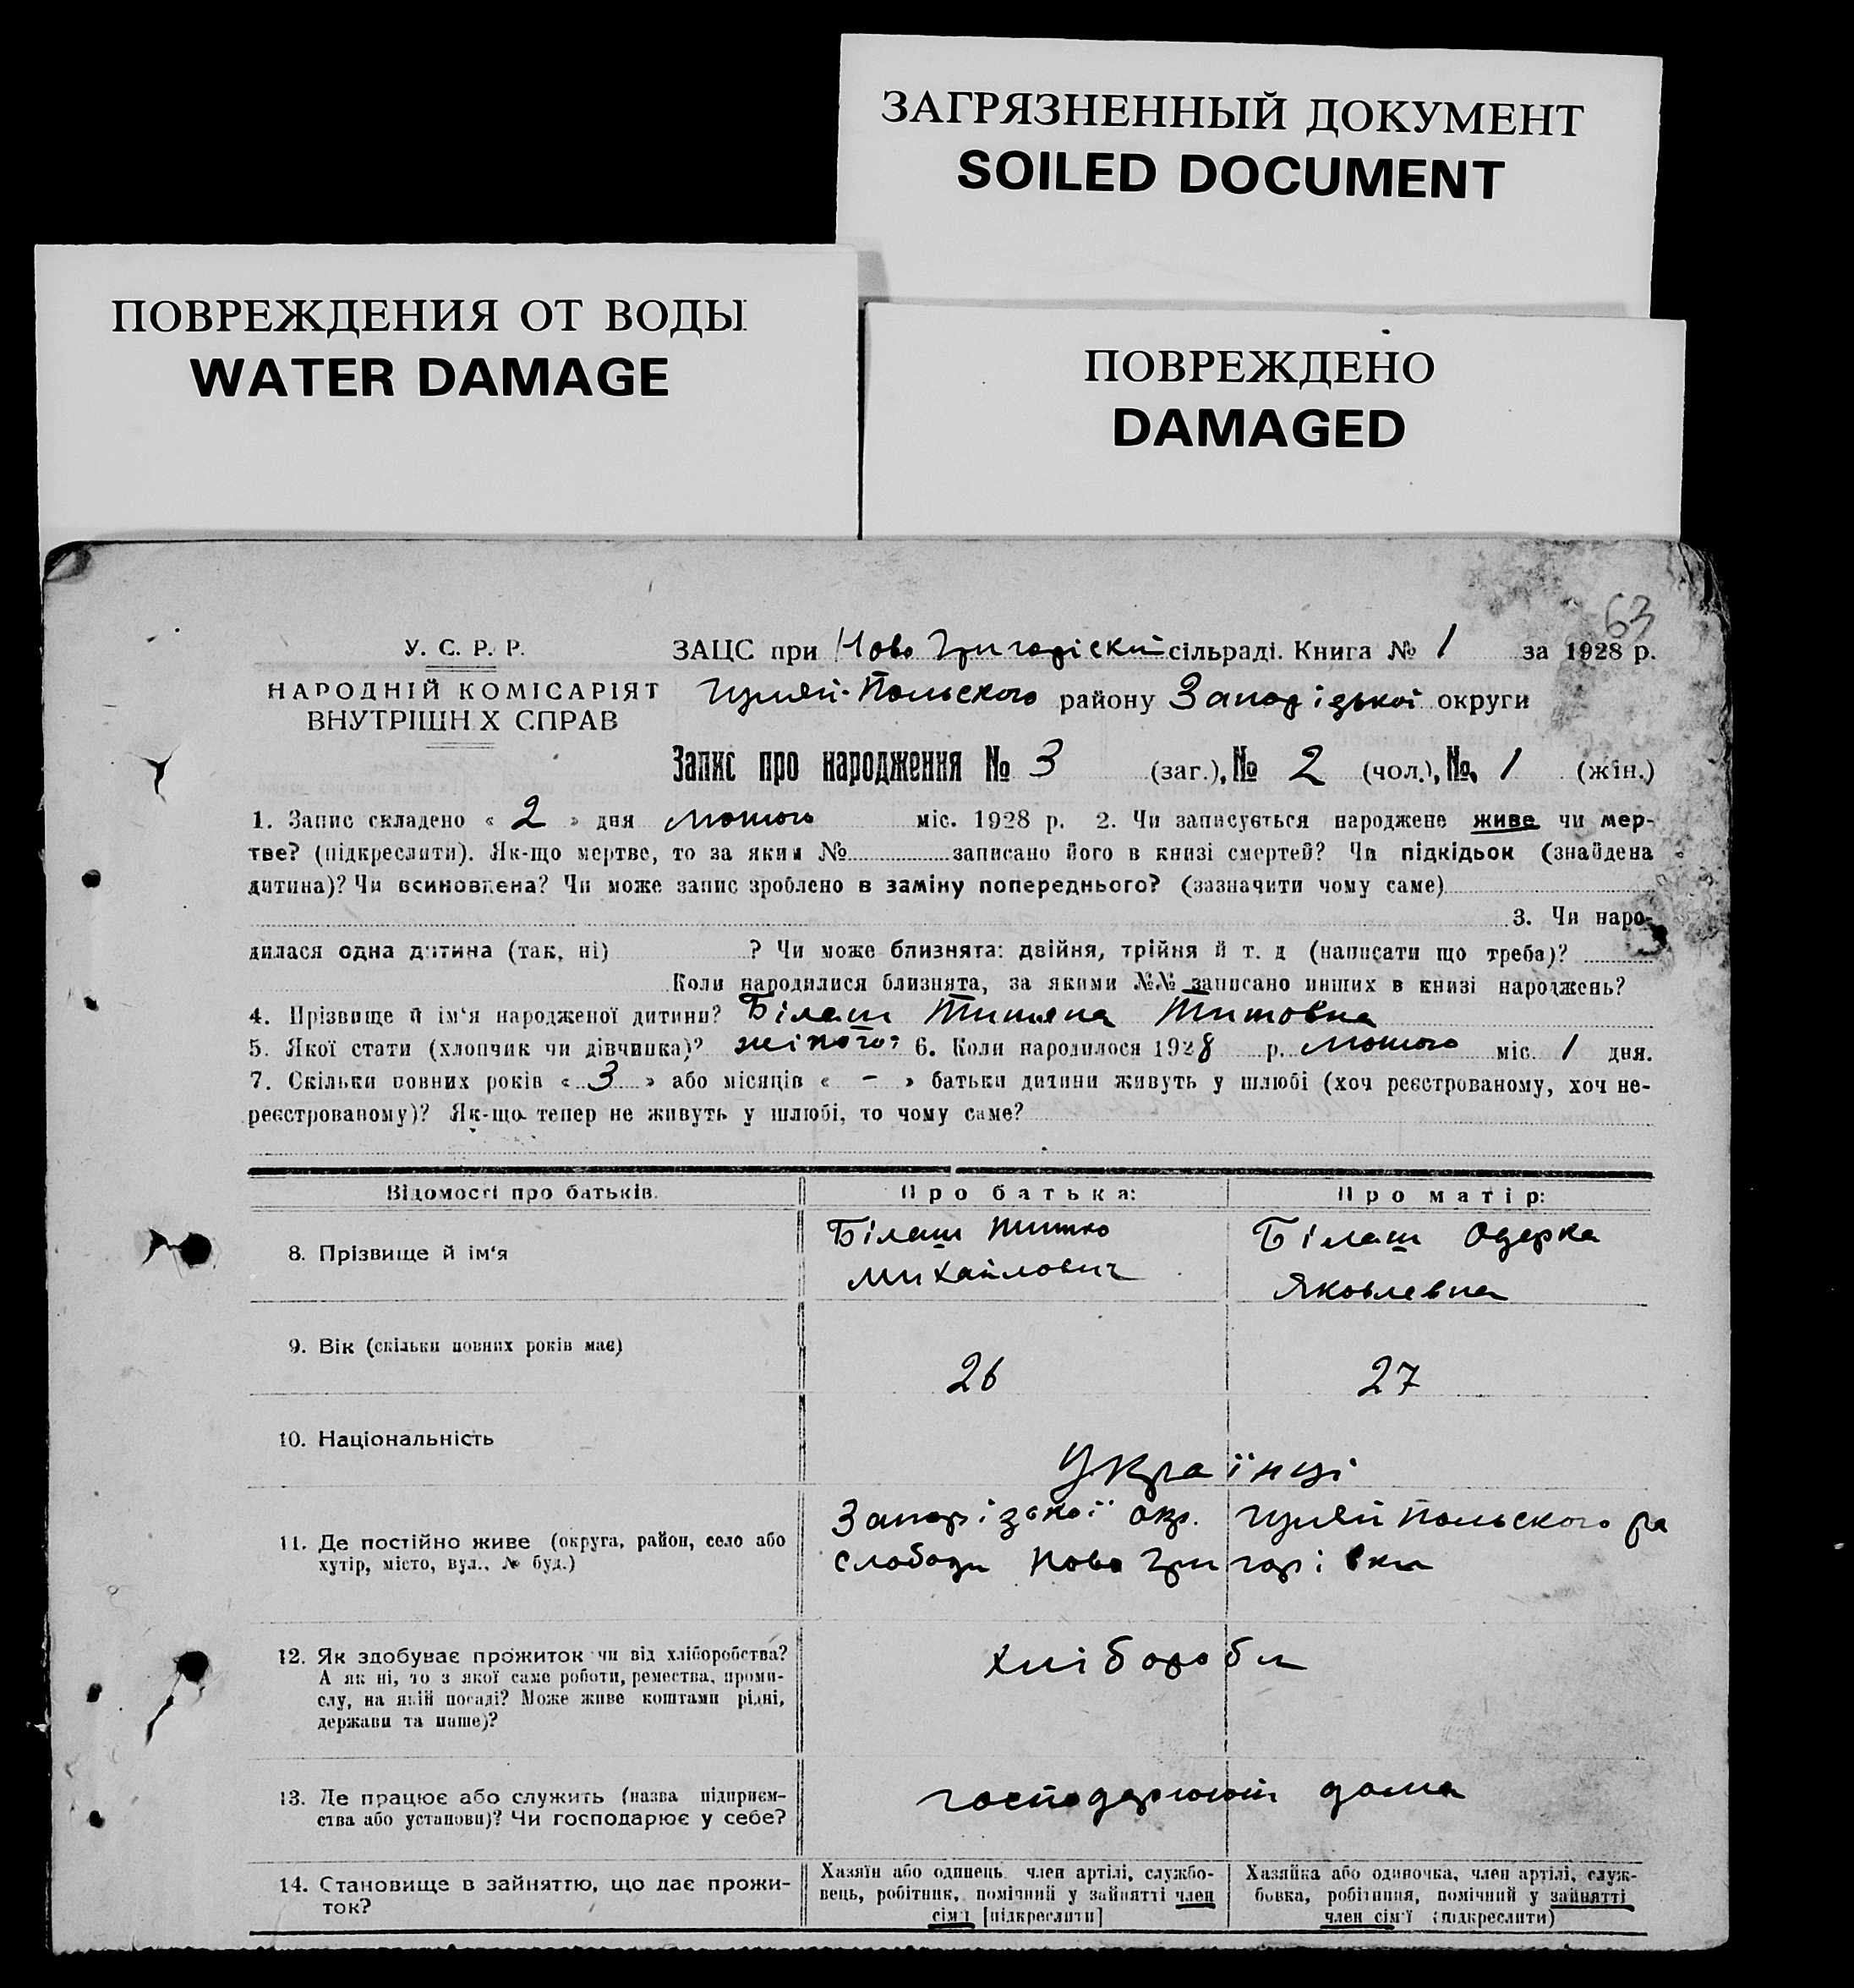 ЗАГРЯЗНЕННЫЙ ДОКУМЕНТ
SOILED DOCUMENT
ПОВРЕЖДЕНИЯ ОТ ВОДЫ
WATER DAMAGE
ПОВРЕЖДЕНО
DAMAGED
63
У. С. Р. Р.
НАРОДНІЙ КОМІСАРІЯТ
ВНУТРІШН Х СПРАВ
ЗАЦС при Ново Григоріский сільраді. Книга № 1 за 1928 р.
Гуляй-Польского району Запорізької округи
Запис про народження № 3 (заг.), № 2 (чол.), №, 1 (жін.)
1. Запис складено « 2 » дня Лютого міс. 1928 р. 2. Чи записується народжене живе чи мер-
тве? (підкреслити). Як-що мертве, то за яким № записано його в книзі смертей? Чи підкідьок (знайдена
дитина)? Чи всиновлена? Чи може запис зроблено в заміну попереднього? (зазначити чому саме)
3. Чи наро-
дилася одна дитина (так, ні) ? Чи може близнята: двійня, трійня й т. д (написати що треба)?
Коли народилися близнята, за якими №№ записано инших в книзі народжень?
4. Прізвище й ім'я народженої дитини? Білаш Титяна Титовна
5. Якої стати (хлопчик чи дівчинка)? жіночої 6. Коли народилося 1928 р. Лютого міс. 1 дня.
7. Скільки повних років « 3 » або місяців « - » батьки дитини живуть у шлюбі (хоч реєстрованому, хоч не-
реєстрованому)? Як-що тепер не живуть у шлюбі, то чому саме?
Відомості про батьків. Про батька: Про матір:
8. Прізвище й ім'я
Білаш Титко
Михайлович
Білаш Одарка
Яковлевна
9. Вік (скільки повних років має) 26 27
10. Національність Українці
11. Де постійно живе (округа, район, село або
хутір, місто, вул., № буд.)
Запорізької окр. Гуляй Польского ра
слободи Ново Григорівки
12. Як здобуває прожиток чи від хліборобства?
А як ні, то з якої саме роботи, ремества, проми-
слу, на якій посаді? Може живе коштами рідні,
держави та инше)?
хлібороби
13. Де працює або служить (назва підприєм-
ства або установи)? Чи господарює у себе?
господарюють дома
14. Становище в зайняттю, що дає прожи-
ток?
Хазяїн або одинець член артілі, службо-
вець, робітник, помічний у зайнятті член
сім'ї [підкреслити]
Хазяйка або одиночка, член артілі, служ-
бовка, робітниця, помічний у зайнятті
член сім'ї (підкреслити)